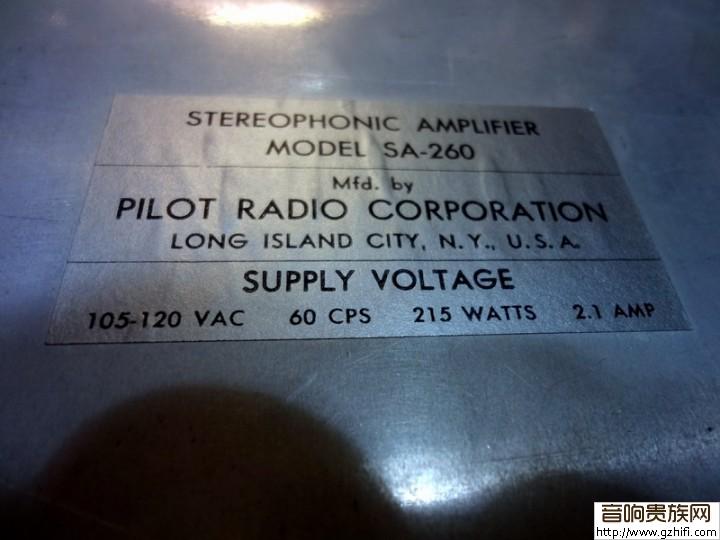 STEREOPHONIC AMPLIFIER
MODEL SA-260
Mfd. by
PILOT RADIO CORPORATION
LONG ISLAND CITY, N.Y., U.S.A.
SUPPLY VOLTAGE
105-120 VAC 60 CPS 215 WATTS 2.1 AMP
音响贵族网
http://www.gzhifi.com